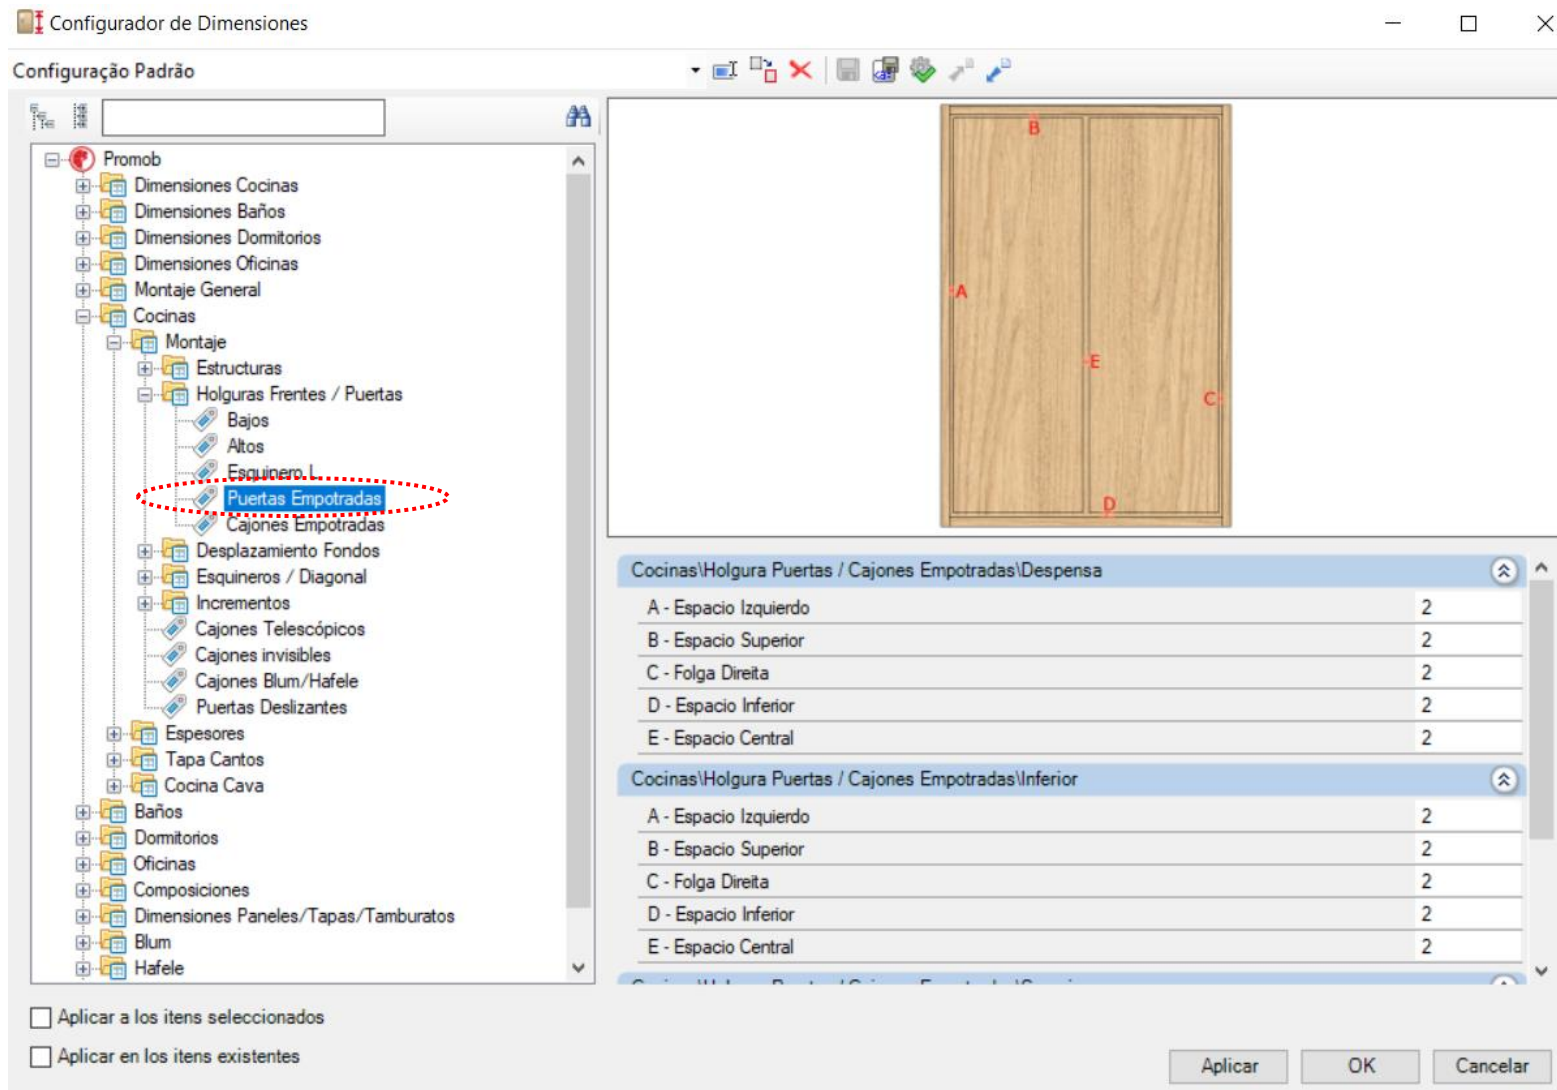 Configurador de Dimensiones
Configuração Padrão
Promob
Dimensiones Cocinas
Dimensiones Baños
Dimensiones Dormitorios
Dimensiones Oficinas
Montaje General
Cocinas
Montaje
Estructuras
Holguras Frentes / Puertas
Bajos
Altos
Esquinero L
Puertas Empotradas
Cajones Empotradas
Desplazamiento Fondos
Esquineros / Diagonal
Incrementos
Cajones Telescópicos
Cajones invisibles
Cajones Blum/Hafele
Puertas Deslizantes
Espesores
Tapa Cantos
Cocina Cava
Baños
Dormitorios
Oficinas
Composiciones
Dimensiones Paneles/Tapas/Tamburatos
Blum
Hafele
B
A
E
C
D
Cocinas\Holgura Puertas / Cajones Empotradas\Despensa
A - Espacio Izquierdo 2
B - Espacio Superior 2
C - Folga Direita 2
D - Espacio Inferior 2
E - Espacio Central 2
Cocinas\Holgura Puertas / Cajones Empotradas\Inferior
A - Espacio Izquierdo 2
B - Espacio Superior 2
C - Folga Direita 2
D - Espacio Inferior 2
E - Espacio Central 2
Aplicar a los itens seleccionados
Aplicar en los itens existentes
Aplicar OK Cancelar